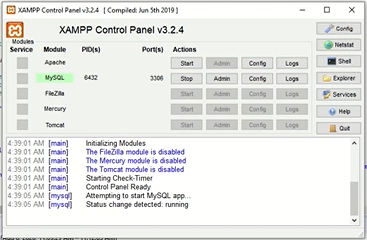 XAMPP Control Panel v3.2.4 [ Compiled: Jun 5th 2019 ]
XAMPP Control Panel v3.2.4
Config
Modules
Service Module PID(s) Port(s) Actions
Netstat
Apache Start Admin Config Logs
Shell
MySQL 6432 3306 Stop Admin Config Logs
Explorer
FileZilla Start Admin Config Logs
Services
Mercury Start Admin Config Logs
Help
Tomcat Start Admin Config Logs
Quit
4:39:01 AM [main] Initializing Modules
4:39:01 AM [main] The FileZilla module is disabled
4:39:01 AM [main] The Mercury module is disabled
4:39:01 AM [main] The Tomcat module is disabled
4:39:01 AM [main] Starting Check-Timer
4:39:01 AM [main] Control Panel Ready
4:39:05 AM [mysql] Attempting to start MySQL app...
4:39:05 AM [mysql] Status change detected: running